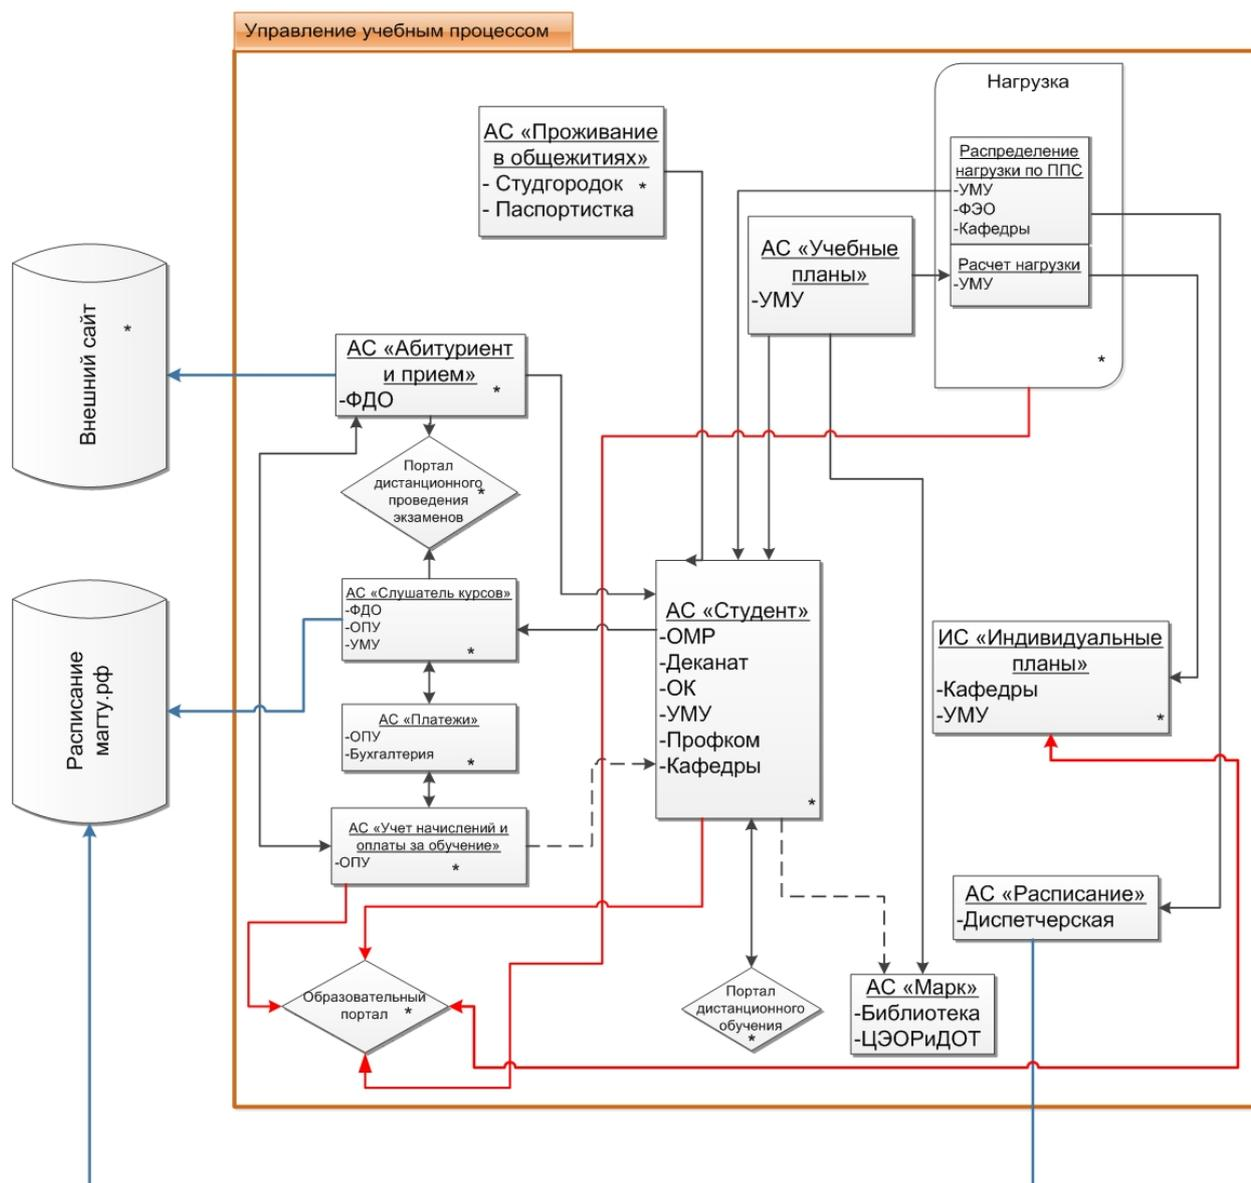 Управление учебным процессом
Нагрузка
АС «Проживание
в общежитиях»
- Студгородок *
- Паспортистка
Распределение
нагрузки по ППС
-УМУ
-ФЭО
-Кафедры
Расчет нагрузки
-УМУ
*
АС «Учебные
планы»
-УМУ
Внешний сайт
*
АС «Абитуриент
и прием»
*
-ФДО
Портал
дистанционного
*
проведения
экзаменов
АС «Слушатель курсов»
-ФДО
-ОПУ
-УМУ
*
Расписание
магту.рф
АС «Платежи»
-ОПУ
-Бухгалтерия
*
АС «Учет начислений и
оплаты за обучение»
-ОПУ
*
АС «Студент»
-ОМР
-Деканат
-ОК
-УМУ
-Профком
-Кафедры
*
ИС «Индивидуальные
планы»
-Кафедры
-УМУ
*
АС «Расписание»
-Диспетчерская
Образовательный
портал *
Портал
дистанционного
обучения
*
АС «Марк»
-Библиотека
-ЦЭОРиДОТ